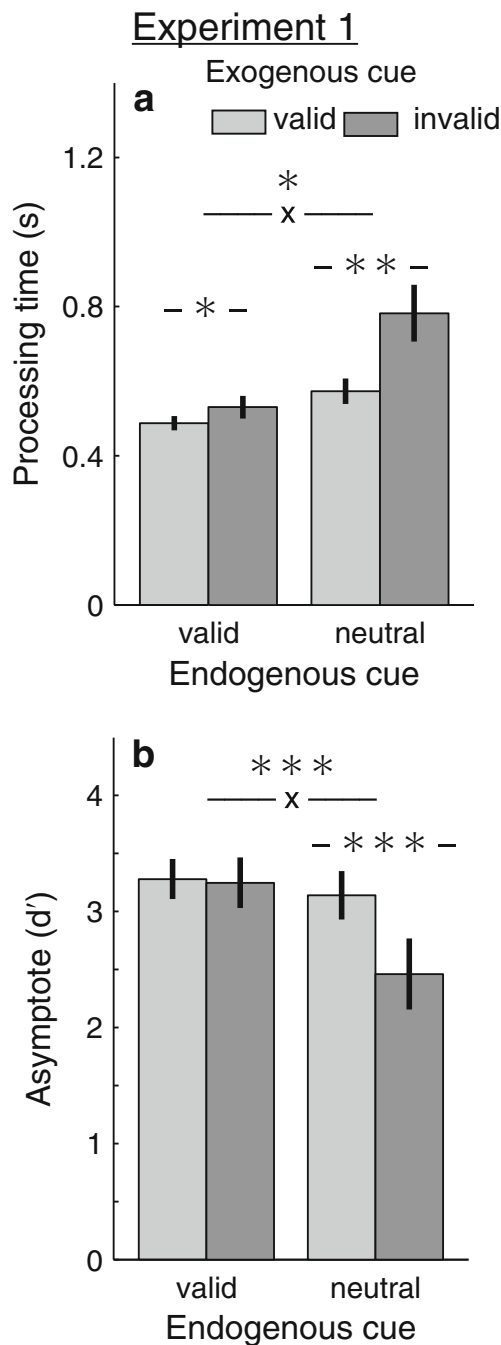 Experiment 1
Exogenous cue
a valid invalid
1.2
*
x
– * * –
0.8
– * –
0.4
0
Processing time (s)
valid neutral
Endogenous cue
b
* * *
4
x
– * * * –
3
2
1
0
Asymptote (d′)
valid neutral
Endogenous cue